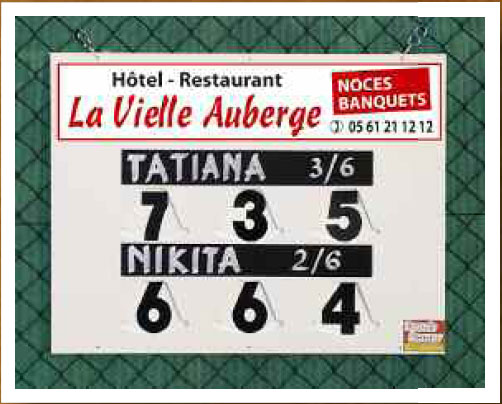 Hôtel - Restaurant
La Vielle Auberge
NOCES
BANQUETS
05 61 21 12 12
TATIANA 3/6
7 3 5
NIKITA 2/6
6 6 4